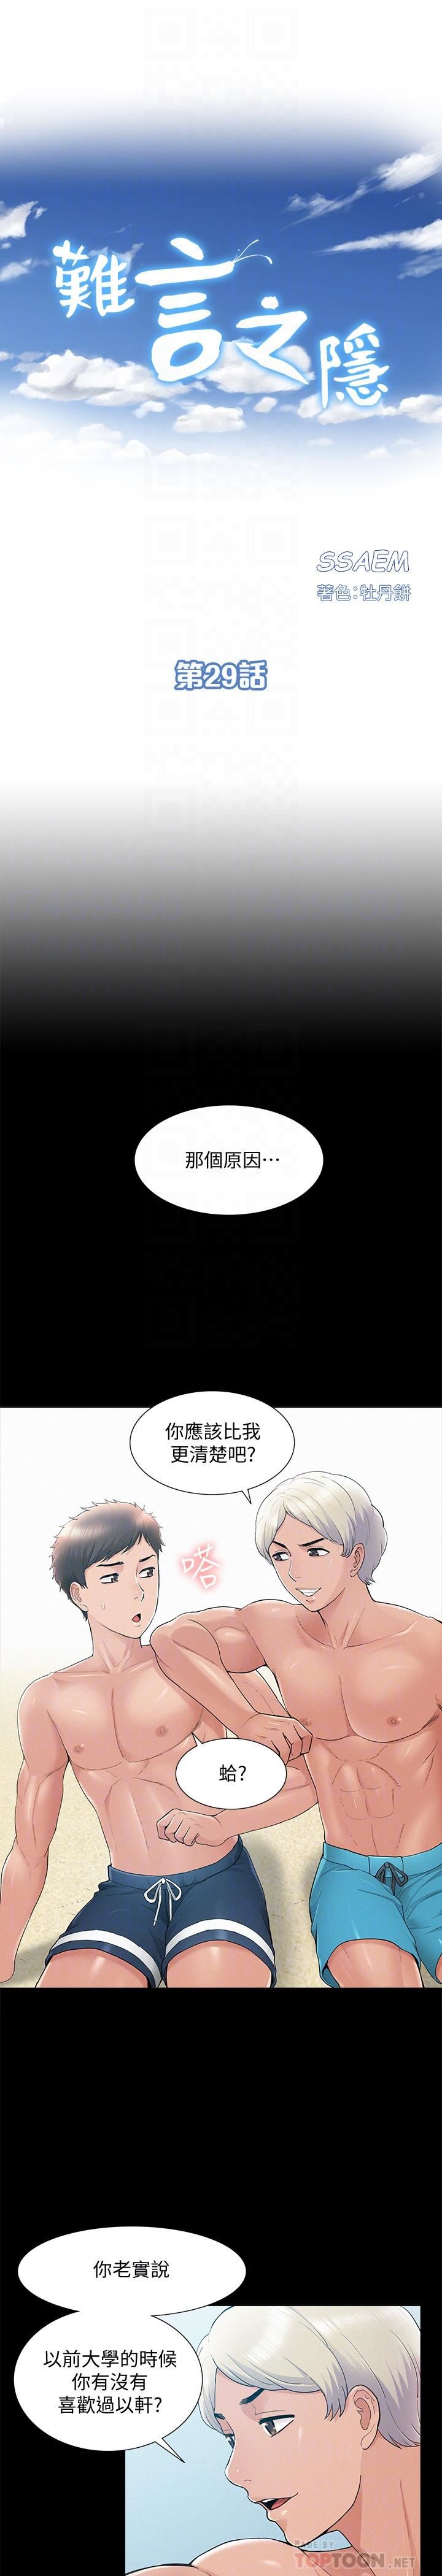 難言之隱
SSAEM
著色:牡丹餅
第29話
那個原因⋯
你應該比我
更清楚吧?
嗒
蛤?
你老實說
以前大學的時候
你有沒有
喜歡過以軒?
MADE BY
TOPTOON.NET